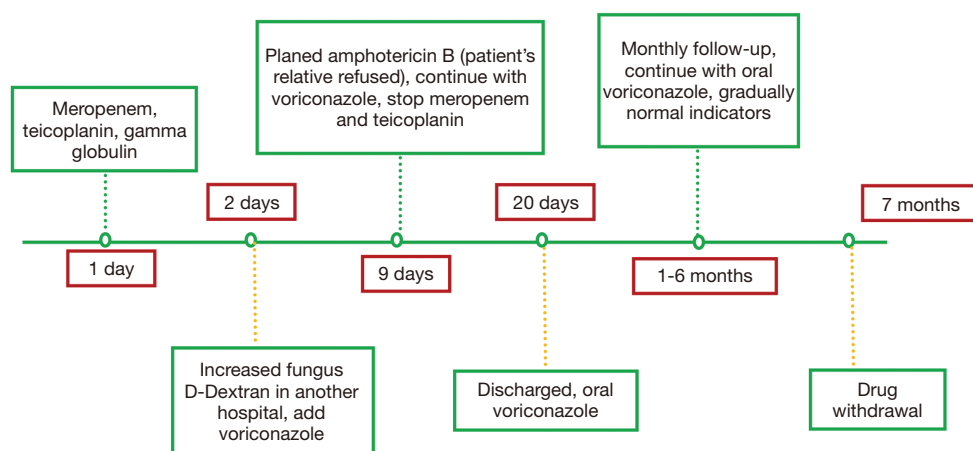 Meropenem,
teicoplanin, gamma
globulin
1 day
2 days
Increased fungus
D-Dextran in another
hospital, add
voriconazole
Planed amphotericin B (patient's
relative refused), continue with
voriconazole, stop meropenem
and teicoplanin
9 days
20 days
Discharged, oral
voriconazole
Monthly follow-up,
continue with oral
voriconazole, gradually
normal indicators
1-6 months
7 months
Drug
withdrawal